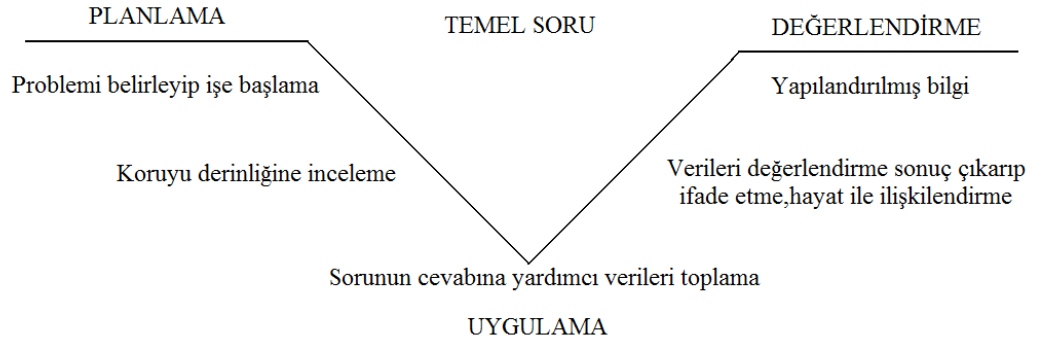 PLANLAMA
TEMEL SORU
DEĞERLENDİRME
Problemi belirleyip işe başlama
Yapılandırılmış bilgi
Koruyu derinliğine inceleme
Verileri değerlendirme sonuç çıkarıp
ifade etme,hayat ile ilişkilendirme
Sorunun cevabına yardımcı verileri toplama
UYGULAMA